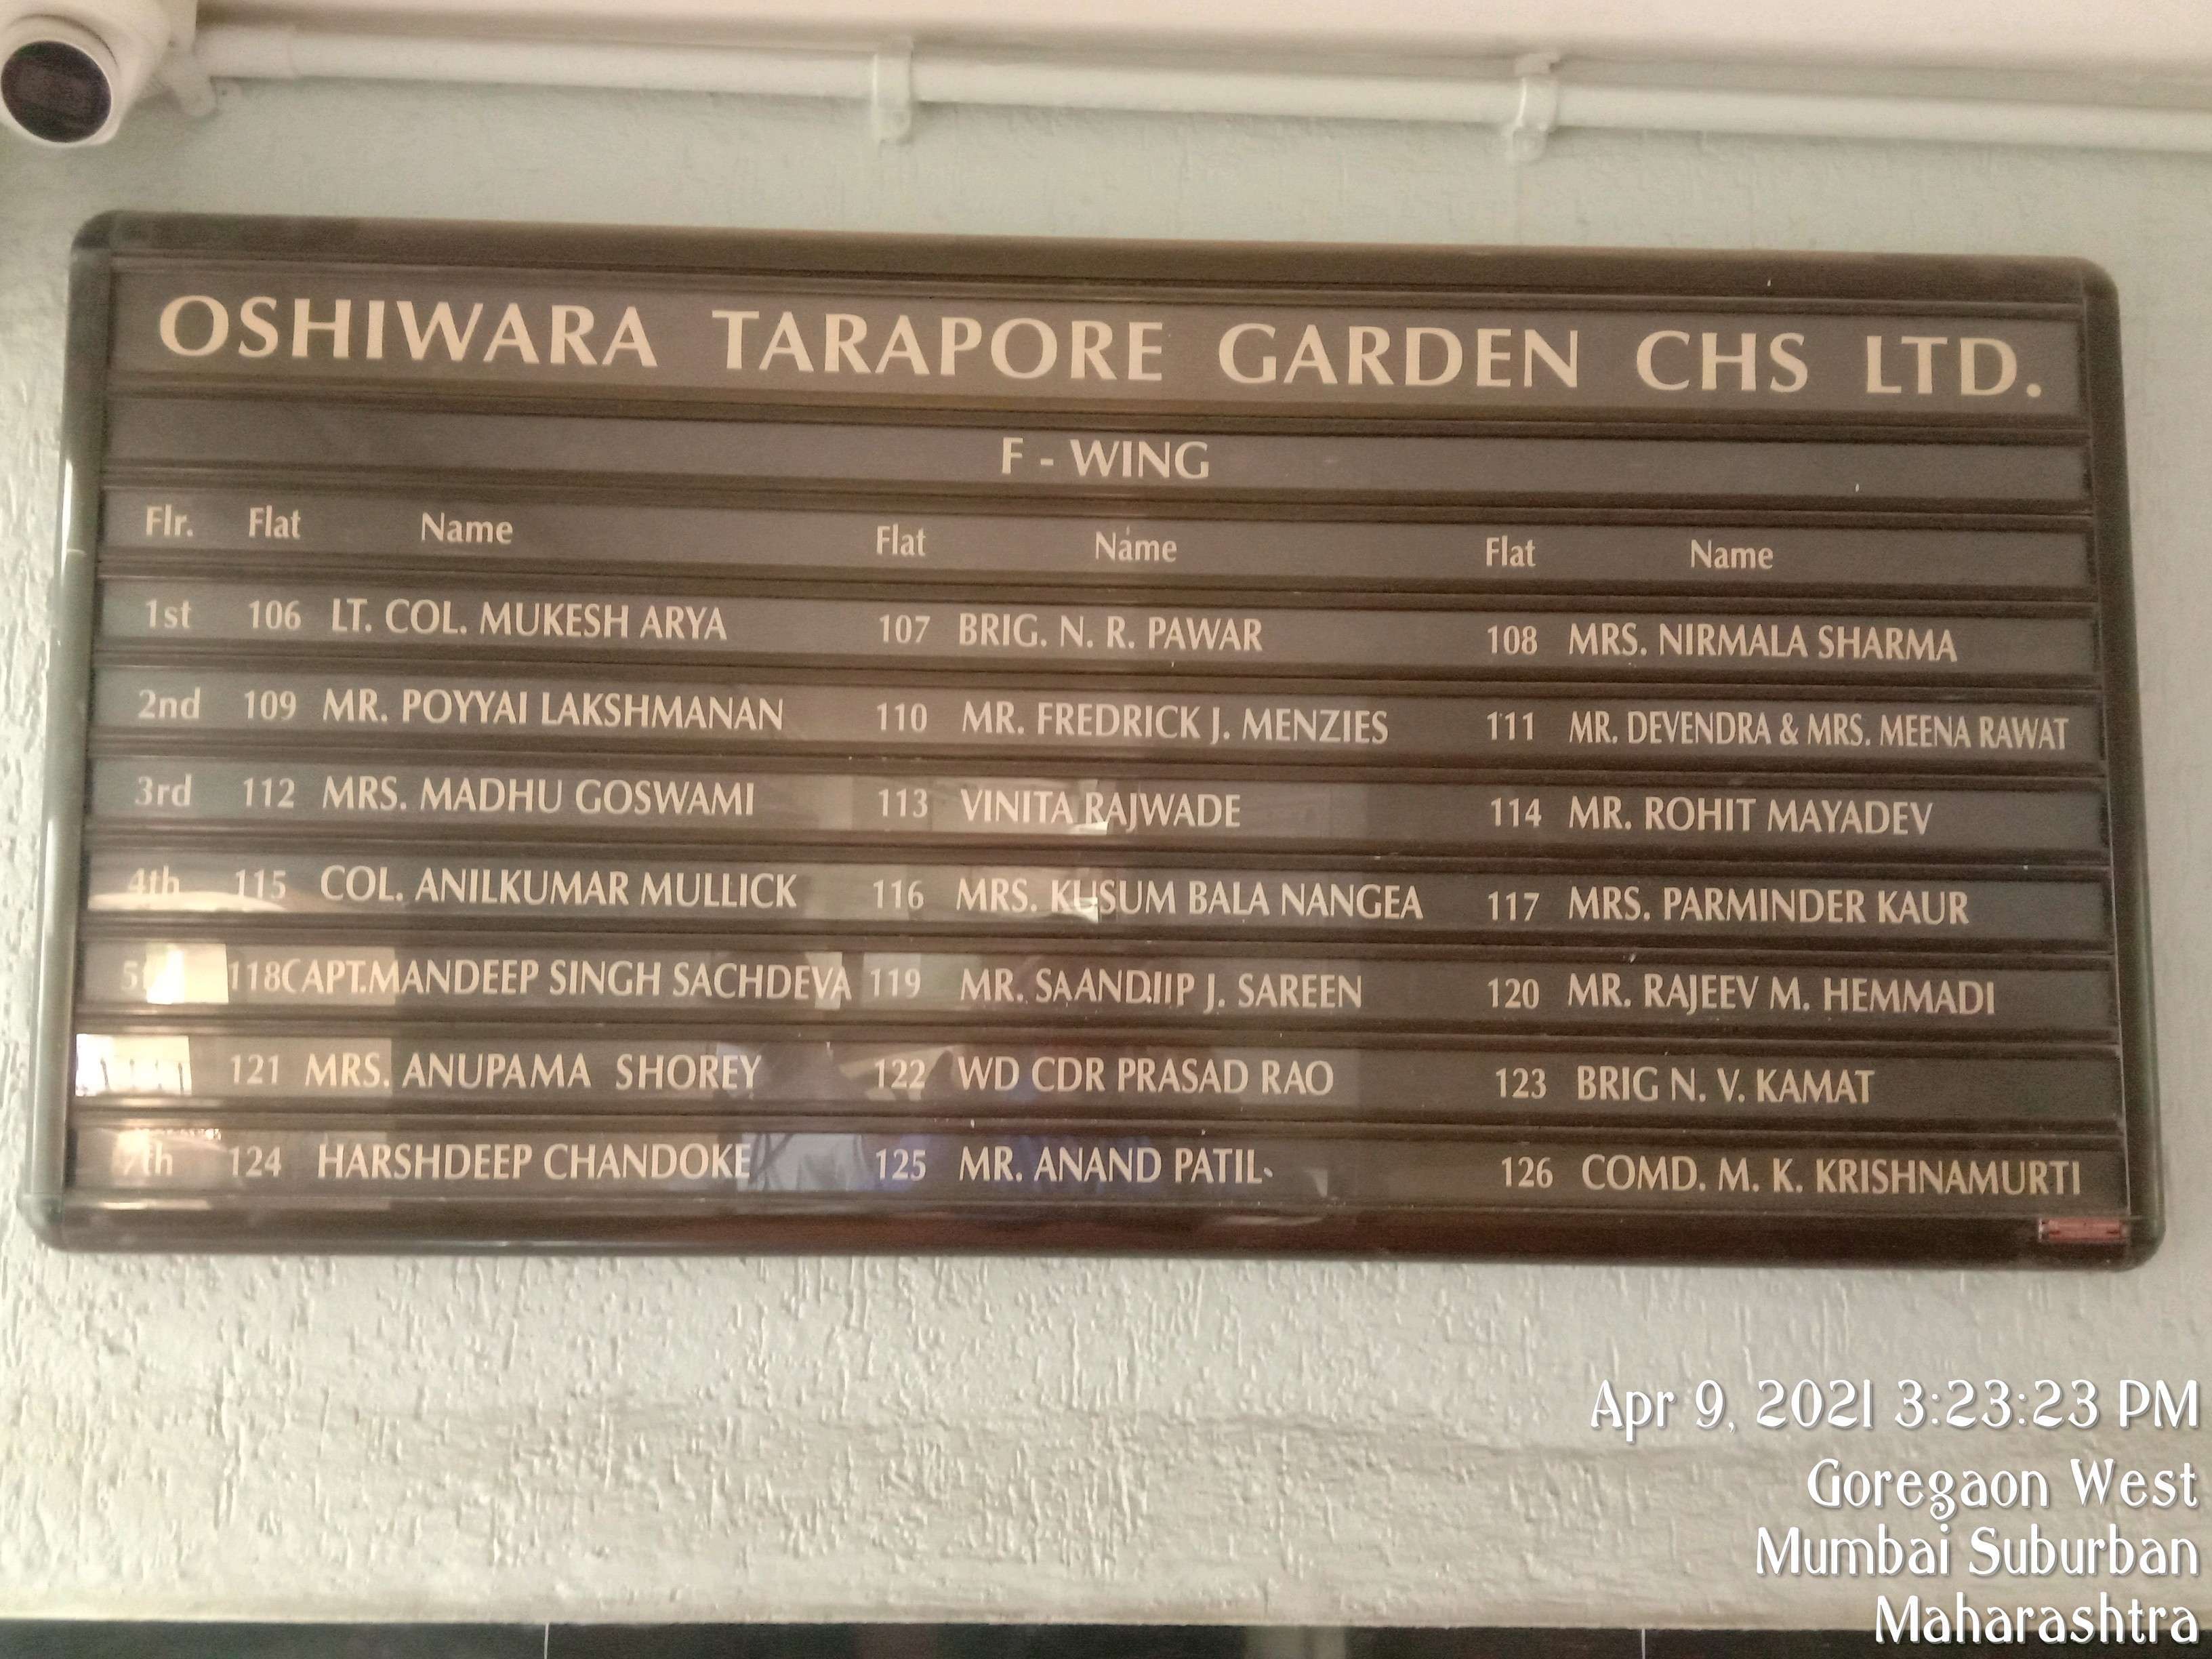 OSHIWARA TARAPORE GARDEN CHS LTD.
F - WING
Flr. Flat Name Flat Name Flat Name
1st 106 LT. COL. MUKESH ARYA 107 BRIG. N. R. PAWAR 108 MRS. NIRMALA SHARMA
2nd 109 MR. POYYAI LAKSHMANAN 110 MR. FREDRICK J. MENZIES 111 MR. DEVENDRA & MRS. MEENA RAWAT
3rd 112 MRS. MADHU GOSWAMI 113 VINITA RAJWADE 114 MR. ROHIT MAYADEV
4th 115 COL. ANILKUMAR MULLICK 116 MRS. KUSUM BALA NANGEA 117 MRS. PARMINDER KAUR
118 CAPT.MANDEEP SINGH SACHDEVA 119 MR. SAANDIIP J. SAREEN 120 MR. RAJEEV M. HEMMADI
121 MRS. ANUPAMA SHOREY 122 WD CDR PRASAD RAO 123 BRIG N. V. KAMAT
7th 124 HARSHDEEP CHANDOKE 125 MR. ANAND PATIL 126 COMD. M. K. KRISHNAMURTI
Apr 9, 2021 3:23:23 PM
Goregaon West
Mumbai Suburban
Maharashtra